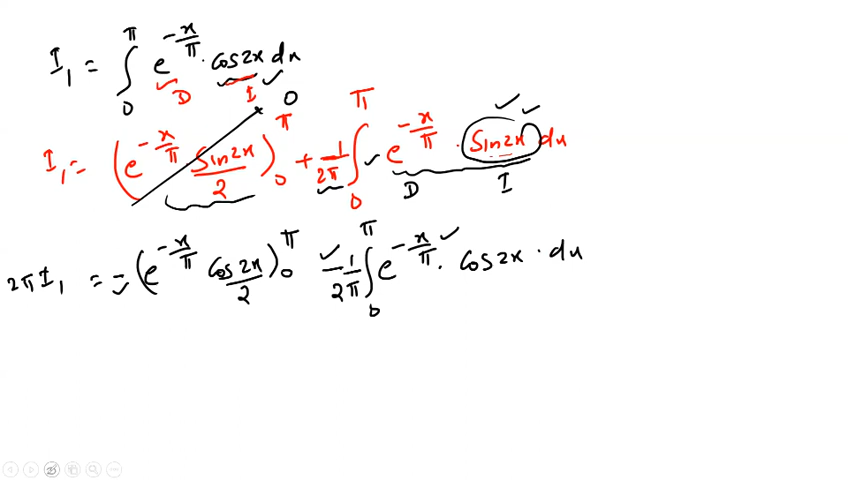 I₁ = ∫₀^π e^(-x/π) · cos2x dx
D I 0
I₁ = (e^(-x/π) sin2x/2)₀^π + 1/2π ∫₀^π e^(-x/π) · sin2x dx
D I
2πI₁ = -(e^(-x/π) cos2x/2)₀^π - 1/2π ∫₀^π e^(-x/π) · cos2x · dx